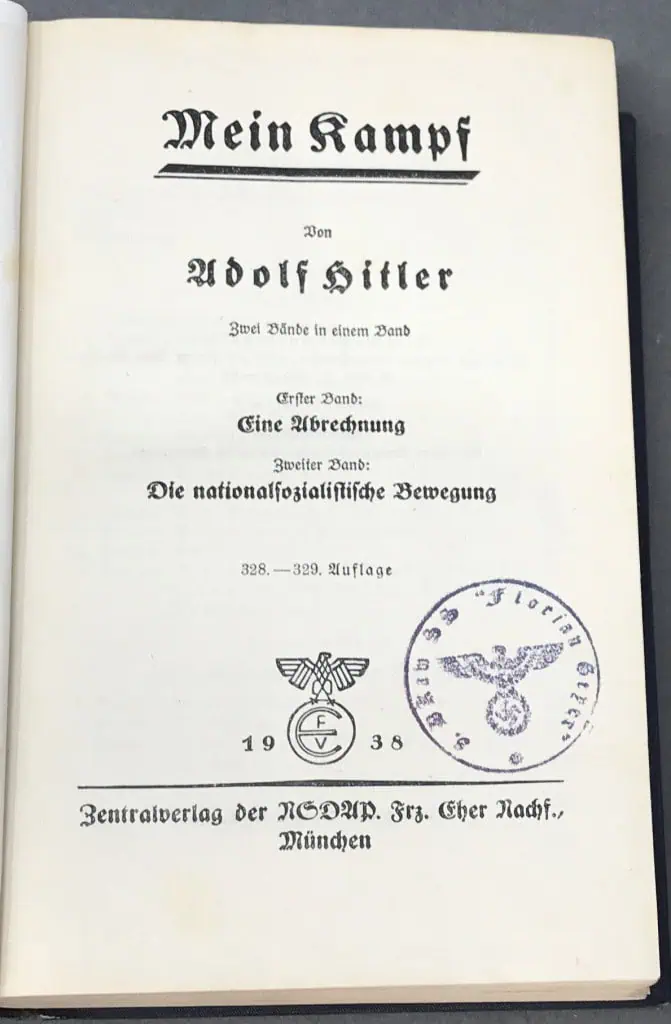 Mein Kampf
Von
Adolf Hitler
Zwei Bände in einem Band
Erster Band:
Eine Abrechnung
Zweiter Band:
Die nationalsozialistische Bewegung
328.—329. Auflage
F
E
V
19 38
SS "Florian Geyer"
Zentralverlag der NSDAP. Frz. Eher Nachf.,
München